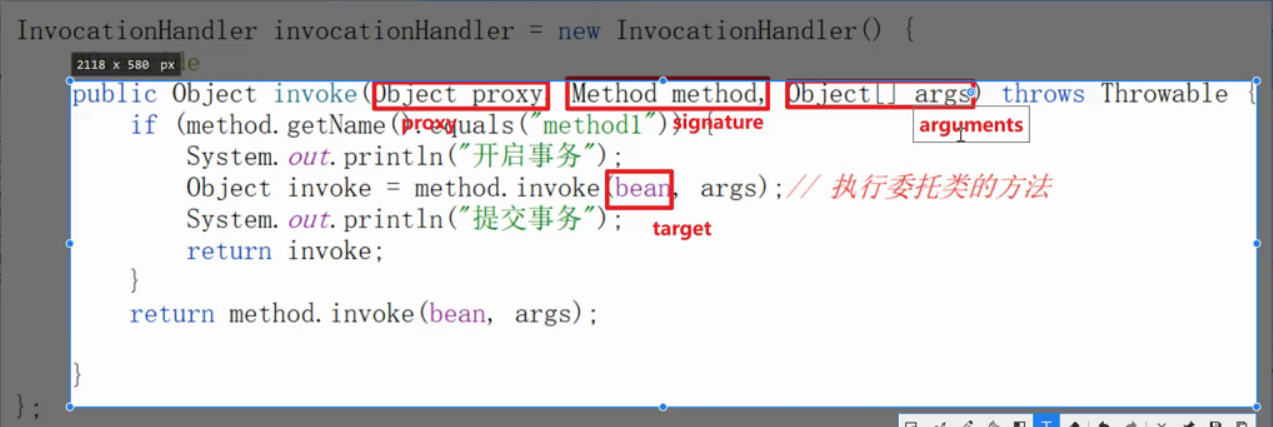 InvocationHandler invocationHandler = new InvocationHandler() {
2118 x 580 px
public Object invoke(Object proxy, Method method, Object[] args) throws Throwable {
proxy signature arguments
if (method.getName().equals("method1")) {
System.out.println("开启事务");
Object invoke = method.invoke(bean, args);// 执行委托类的方法
System.out.println("提交事务");
target
return invoke;
}
return method.invoke(bean, args);
}
};